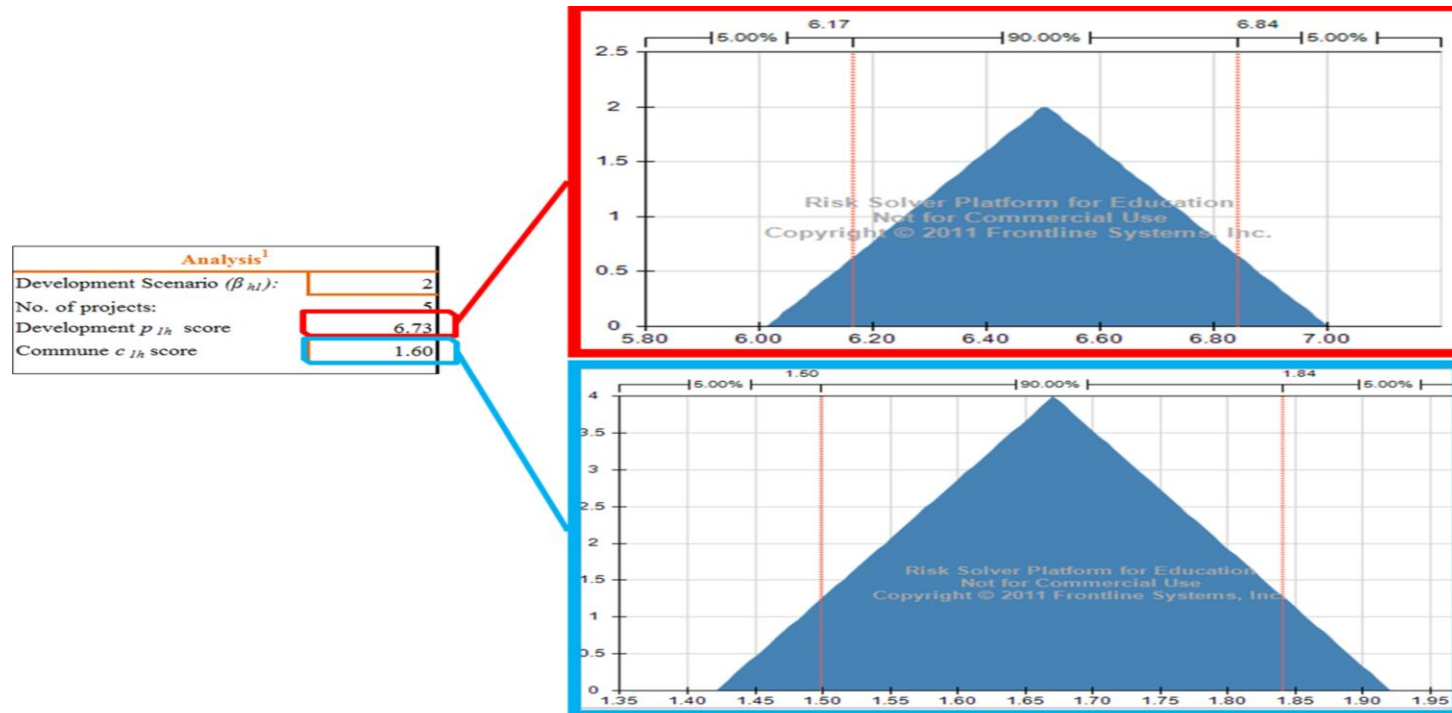 Analysis1
Development Scenario (β h1): 2
No. of projects: 5
Development p 1h score 6.73
Commune c 1h score 1.60
6.17 6.84
5.00% 90.00% 5.00%
2.5
2
1.5
1
0.5
0
Risk Solver Platform for Education
Not for Commercial Use
Copyright © 2011 Frontline Systems, Inc.
5.80 6.00 6.20 6.40 6.60 6.80 7.00
1.50 1.84
5.00% 90.00% 5.00%
4
3.5
3
2.5
2
1.5
1
0.5
0
Risk Solver Platform for Education
Not for Commercial Use
Copyright © 2011 Frontline Systems, Inc
1.35 1.40 1.45 1.50 1.55 1.60 1.65 1.70 1.75 1.80 1.85 1.90 1.95